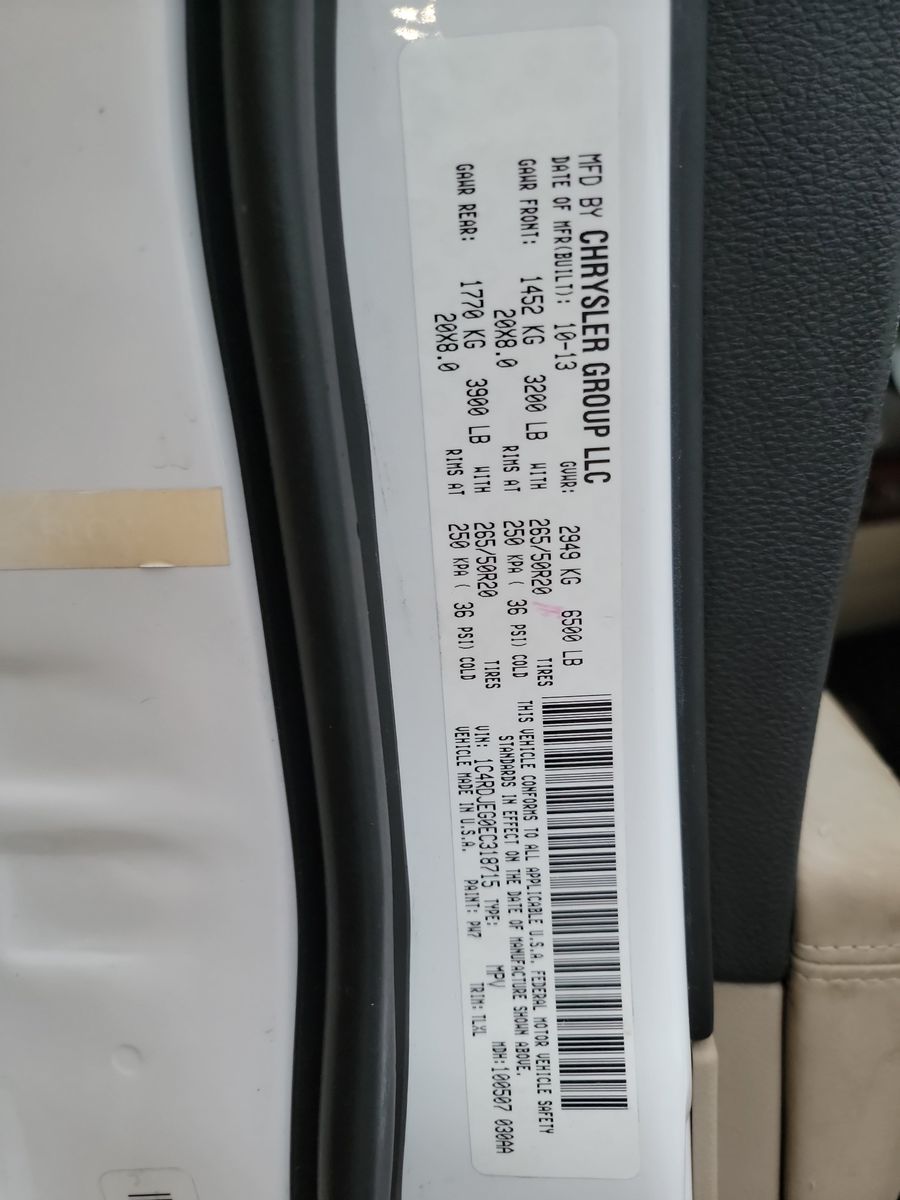 MFD BY CHRYSLER GROUP LLC
DATE OF MFR(BUILT): 10-13 GVWR: 2949 KG 6500 LB
GAWR FRONT: 1452 KG 3200 LB WITH 265/50R20 TIRES
20X8.0 RIMS AT 250 KPA ( 36 PSI) COLD
GAWR REAR: 1770 KG 3900 LB WITH 265/50R20 TIRES
20X8.0 RIMS AT 250 KPA ( 36 PSI) COLD
THIS VEHICLE CONFORMS TO ALL APPLICABLE U.S.A. FEDERAL MOTOR VEHICLE SAFETY
STANDARDS IN EFFECT ON THE DATE OF MANUFACTURE SHOWN ABOVE.
VIN: 1C4RDJEG0EC318715 TYPE: MPV MDH:100507 030AA
VEHICLE MADE IN U.S.A. PAINT: PW7 TRIM: TLXL